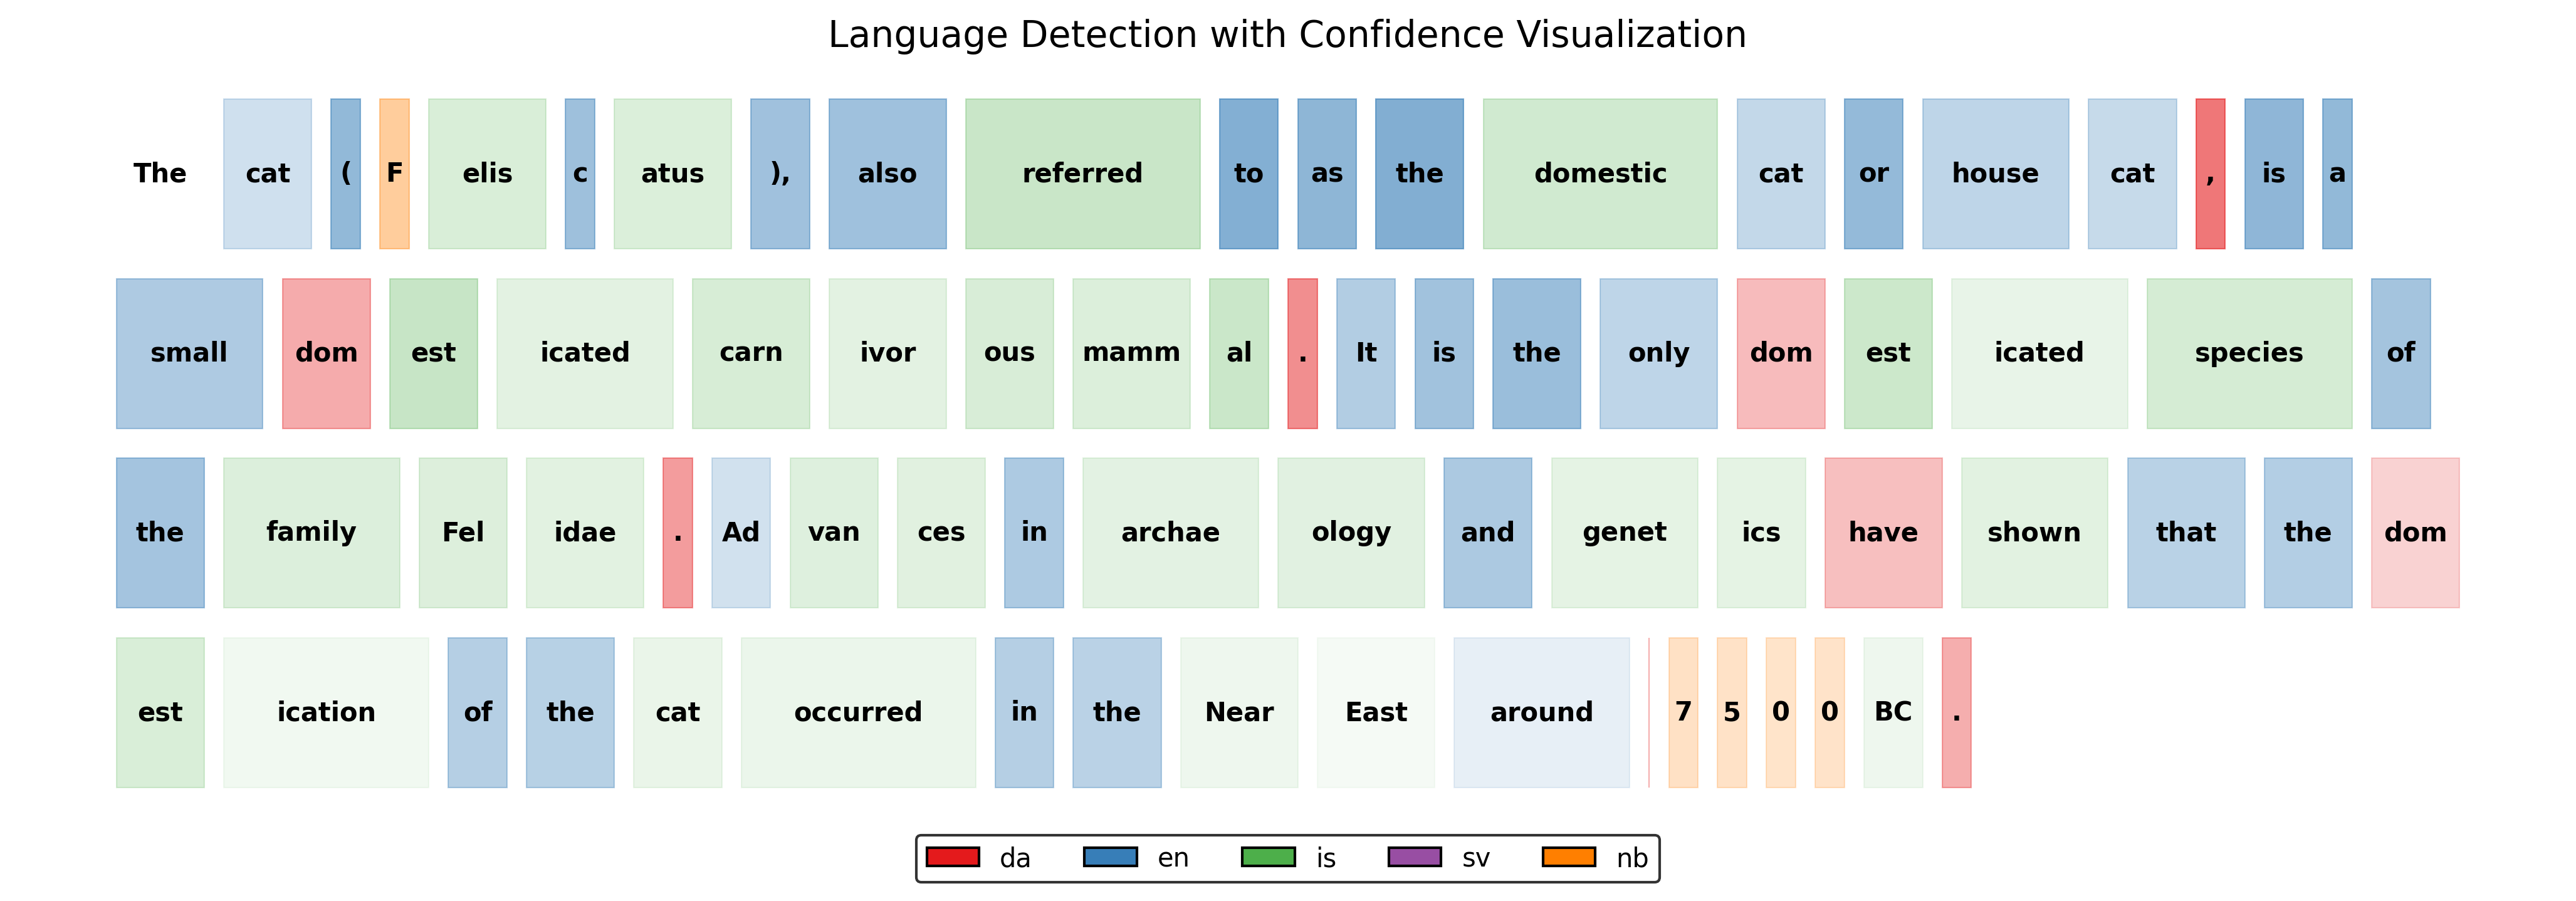 Language Detection with Confidence Visualization
The cat ( F elis c atus ), also referred to as the domestic cat or house cat , is a
small dom est icated carn ivor ous mamm al . It is the only dom est icated species of
the family Fel idae . Ad van ces in archae ology and genet ics have shown that the dom
est ication of the cat occurred in the Near East around 7 5 0 0 BC .
da en is sv nb